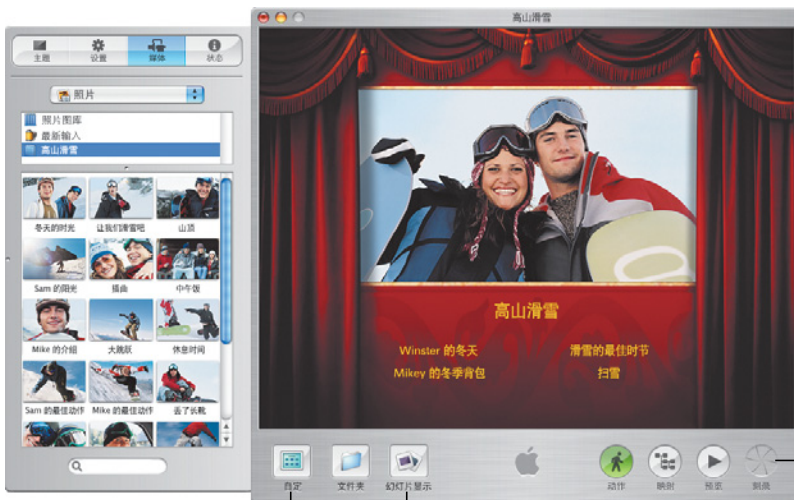 高山滑雪
主题
设置
媒体
状态
照片
照片图库
最新输入
高山滑雪
冬天的时光
让我们滑雪吧
山顶
Sam 的阳光
插曲
中午饭
Mike 的介绍
大跳跃
休息时间
Sam 的最佳动作
Mike 的最佳动作
丢了长靴
高山滑雪
Winster 的冬天
滑雪的最佳时节
Mikey 的冬季背包
扫雪
自定
文件夹
幻灯片显示
动作
映射
预览
刻录